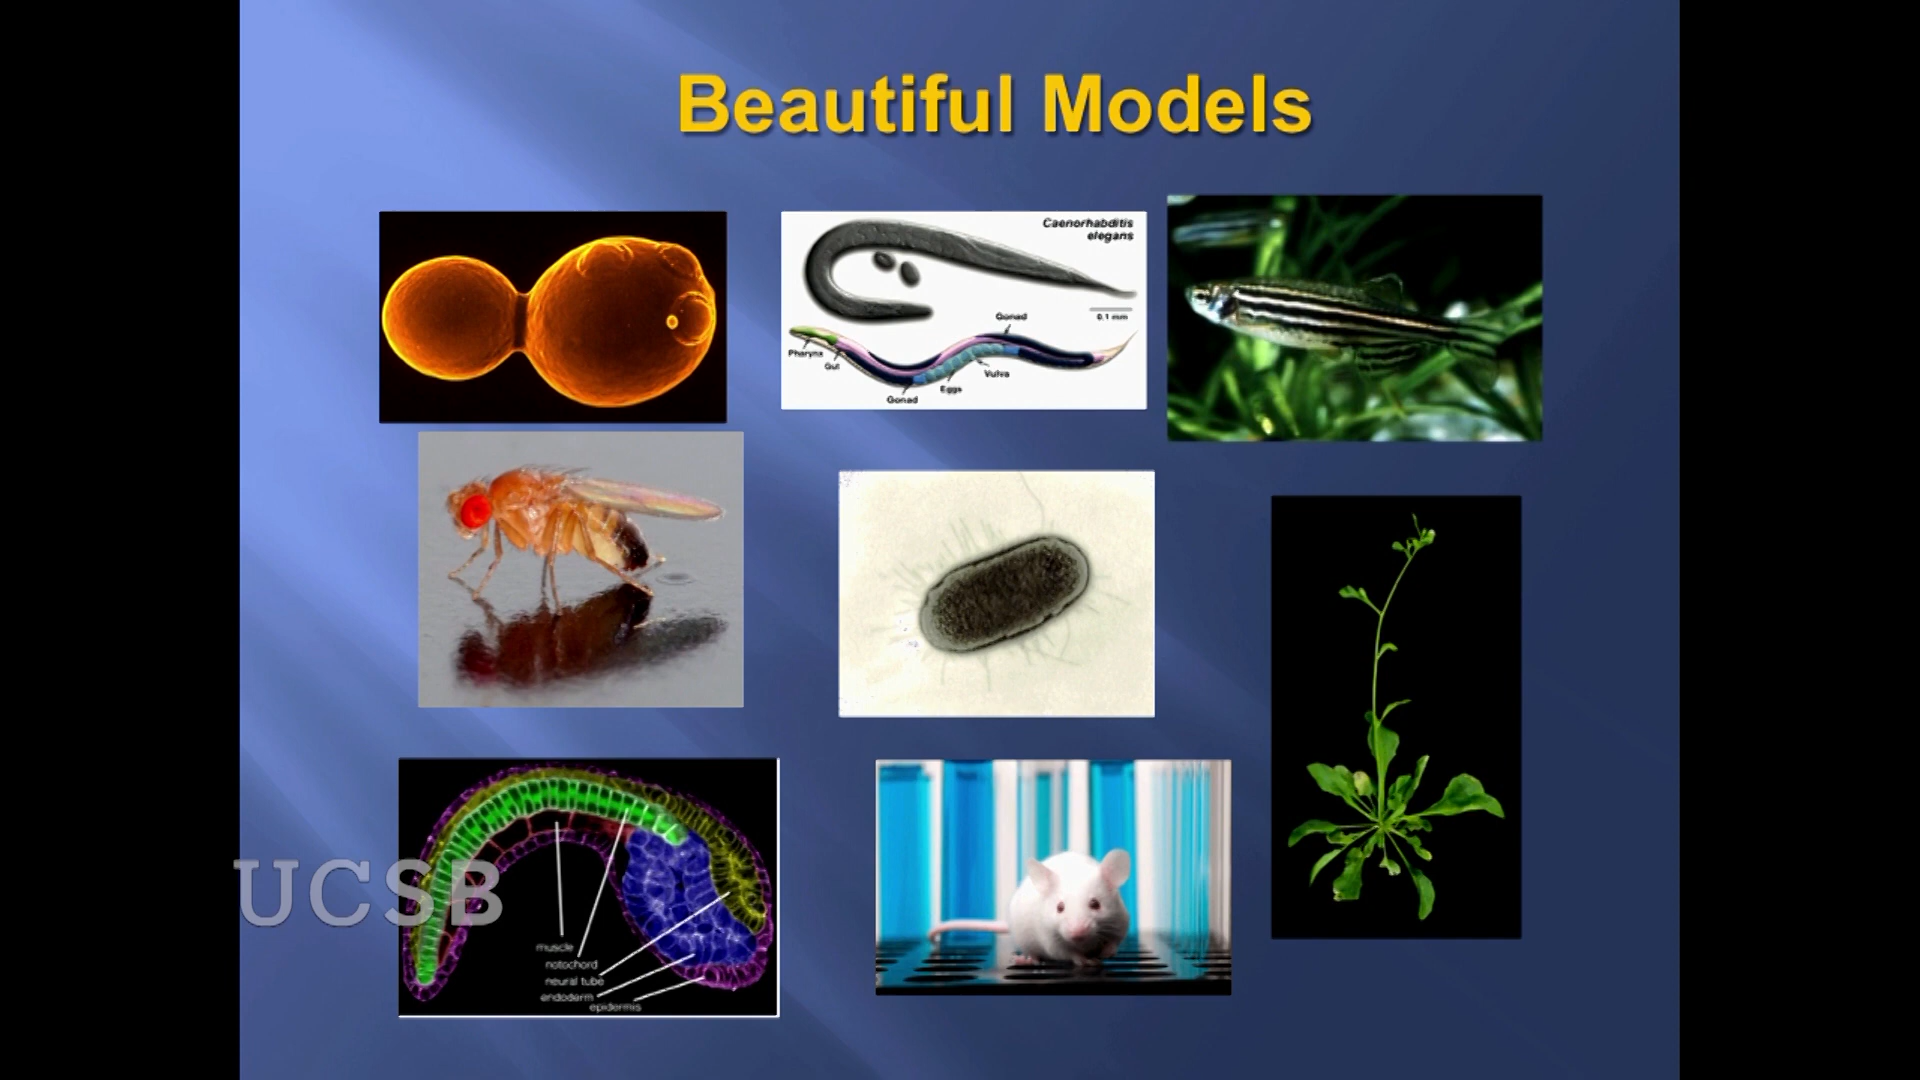 Beautiful Models
Caenorhabditis
elegans
0.1 mm
Gonad
Pharynx
Gut
Vulva
Eggs
Gonad
UCSB
muscle
notochord
neural tube
endoderm
epidermis